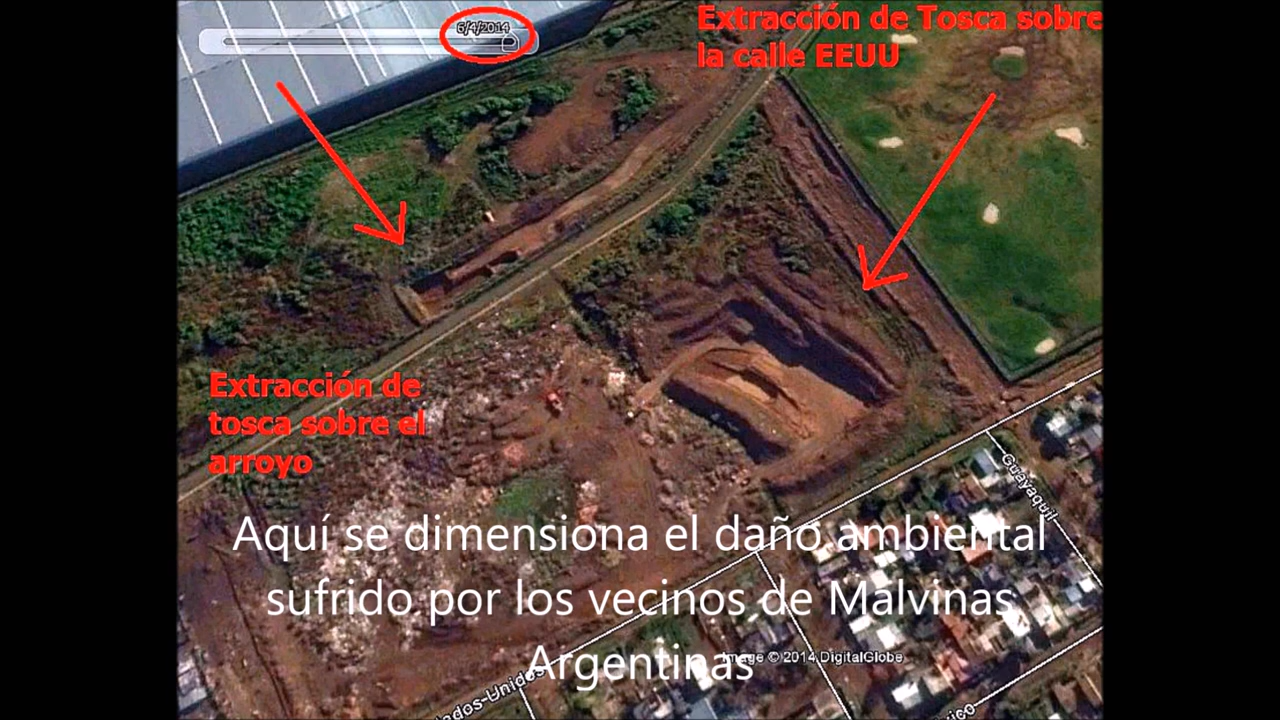 6/4/2014
Extracción de Tosca sobre
la calle EEUU
Extracción de
tosca sobre el
arroyo
Guayaquil
Aquí se dimensiona el daño ambiental
sufrido por los vecinos de Malvinas
Argentinas
Image © 2014 DigitalGlobe